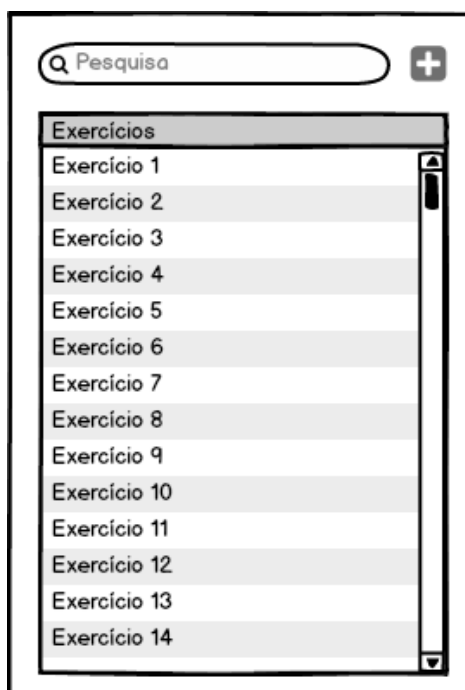 Pesquisa
Exercícios
Exercício 1
Exercício 2
Exercício 3
Exercício 4
Exercício 5
Exercício 6
Exercício 7
Exercício 8
Exercício 9
Exercício 10
Exercício 11
Exercício 12
Exercício 13
Exercício 14